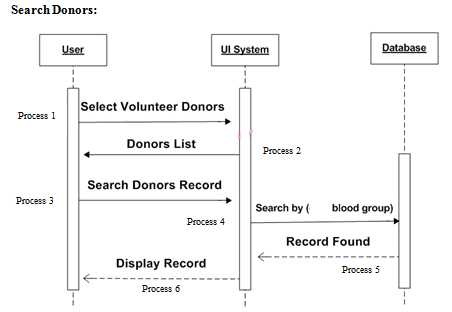 Search Donors:
User
UI System
Database
Select Volunteer Donors
Process 1
Donors List
Process 2
Search Donors Record
Process 3
Search by ( blood group)
Process 4
Record Found
Process 5
Display Record
Process 6